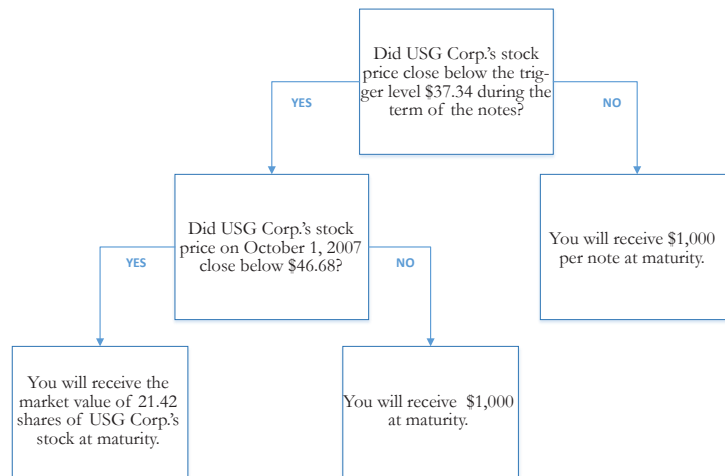 Did USG Corp.'s stock
price close below the trig-
ger level $37.34 during the
term of the notes?
YES
NO
Did USG Corp.'s stock
price on October 1, 2007
close below $46.68?
You will receive $1,000
per note at maturity.
YES
NO
You will receive the
market value of 21.42
shares of USG Corp.'s
stock at maturity.
You will receive $1,000
at maturity.